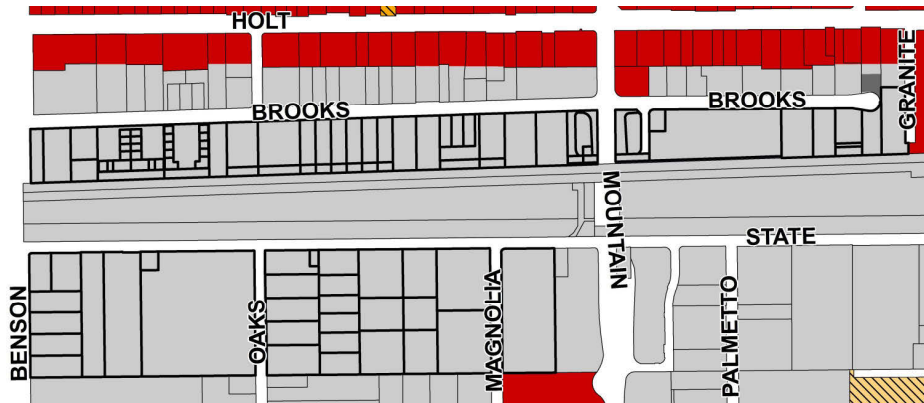 HOLT
GRANITE
BROOKS
BROOKS
MOUNTAIN
STATE
BENSON
OAKS
MAGNOLIA
PALMETTO